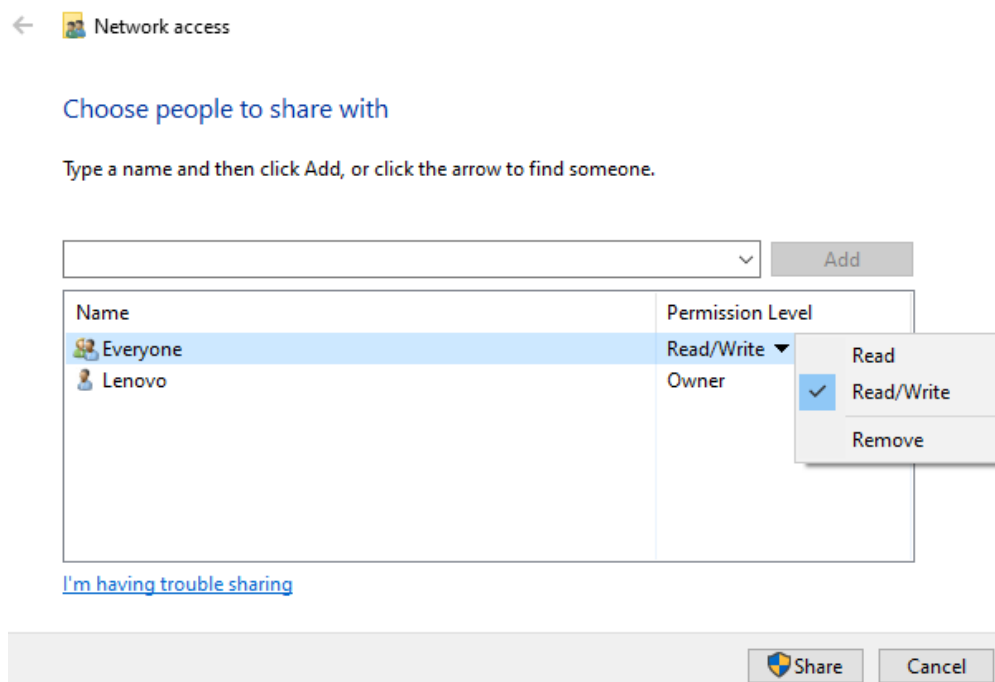 Network access
Choose people to share with
Type a name and then click Add, or click the arrow to find someone.
Add
Name Permission Level
Everyone Read/Write
Lenovo Owner
Read
Read/Write
Remove
I'm having trouble sharing
Share Cancel